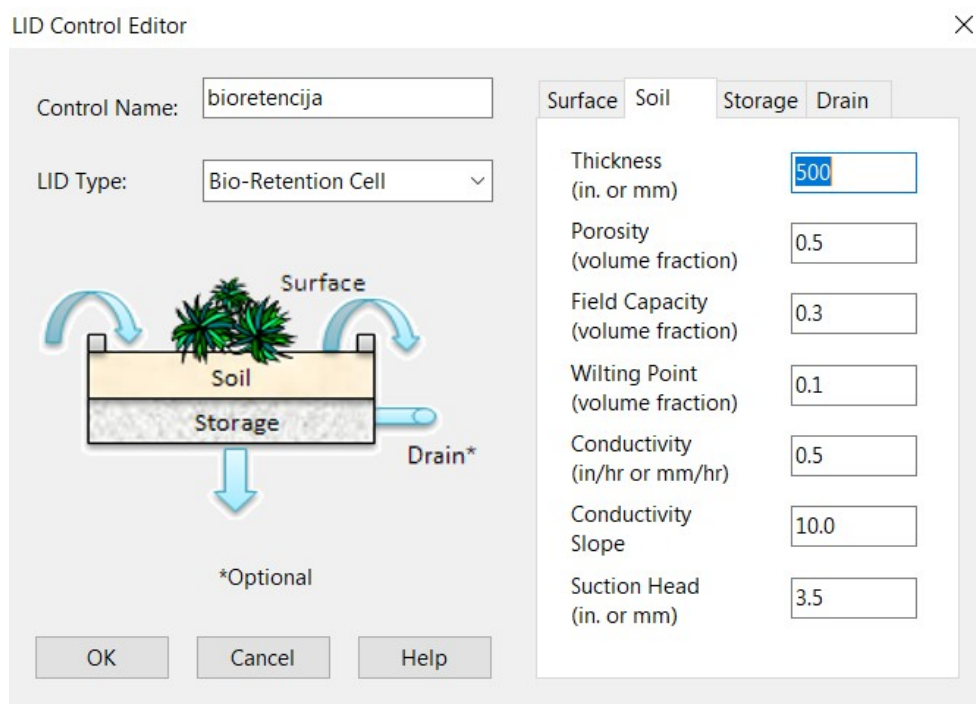 LID Control Editor
Control Name: bioretencija
LID Type: Bio-Retention Cell
Surface
Soil
Storage
Drain*
*Optional
OK Cancel Help
Surface Soil Storage Drain
Thickness
(in. or mm) 500
Porosity
(volume fraction) 0.5
Field Capacity
(volume fraction) 0.3
Wilting Point
(volume fraction) 0.1
Conductivity
(in/hr or mm/hr) 0.5
Conductivity
Slope 10.0
Suction Head
(in. or mm) 3.5